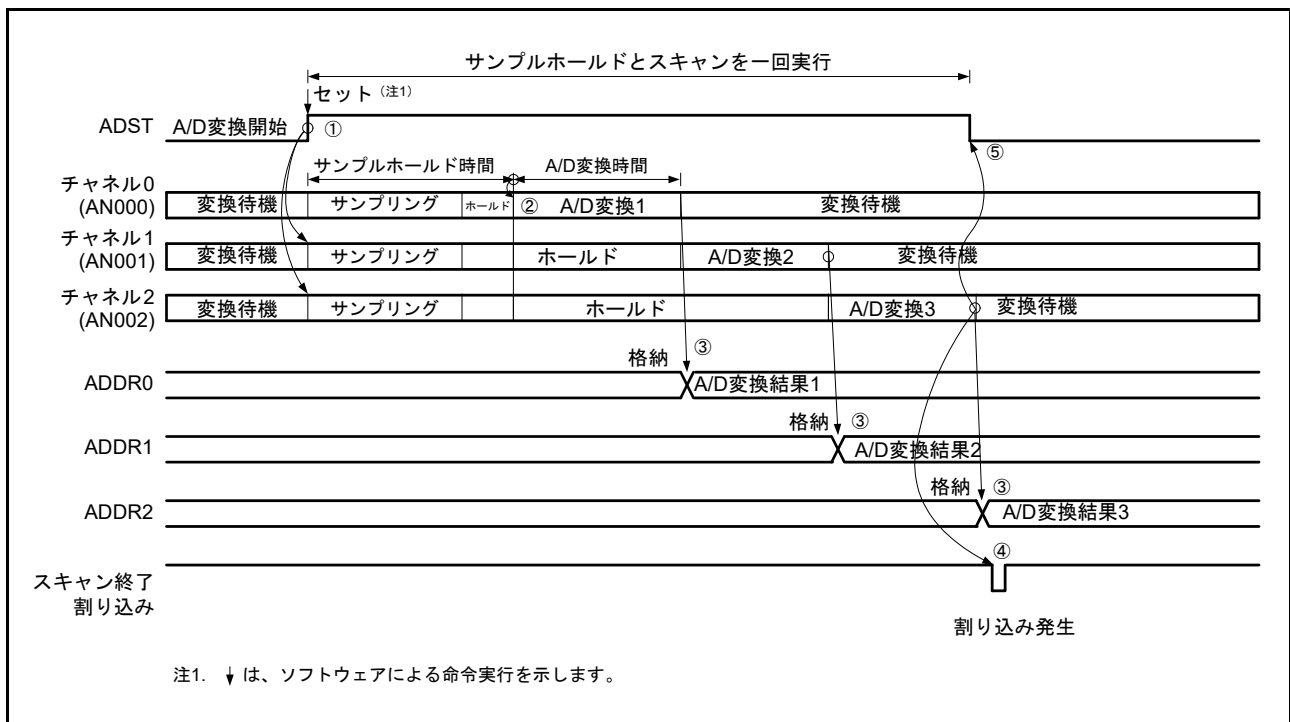 サンプルホールドとスキャンを一回実行
セット（注1）
ADST A/D変換開始 ① ⑤
サンプルホールド時間 A/D変換時間
チャネル0
(AN000)
変換待機 サンプリング ホールド ② A/D変換1 変換待機
チャネル1
(AN001)
変換待機 サンプリング ホールド A/D変換2 変換待機
チャネル2
(AN002)
変換待機 サンプリング ホールド A/D変換3 変換待機
格納 ③
ADDR0 A/D変換結果1
格納 ③
ADDR1 A/D変換結果2
格納 ③
ADDR2 A/D変換結果3
④
スキャン終了
割り込み
割り込み発生
注1. ↓ は、ソフトウェアによる命令実行を示します。